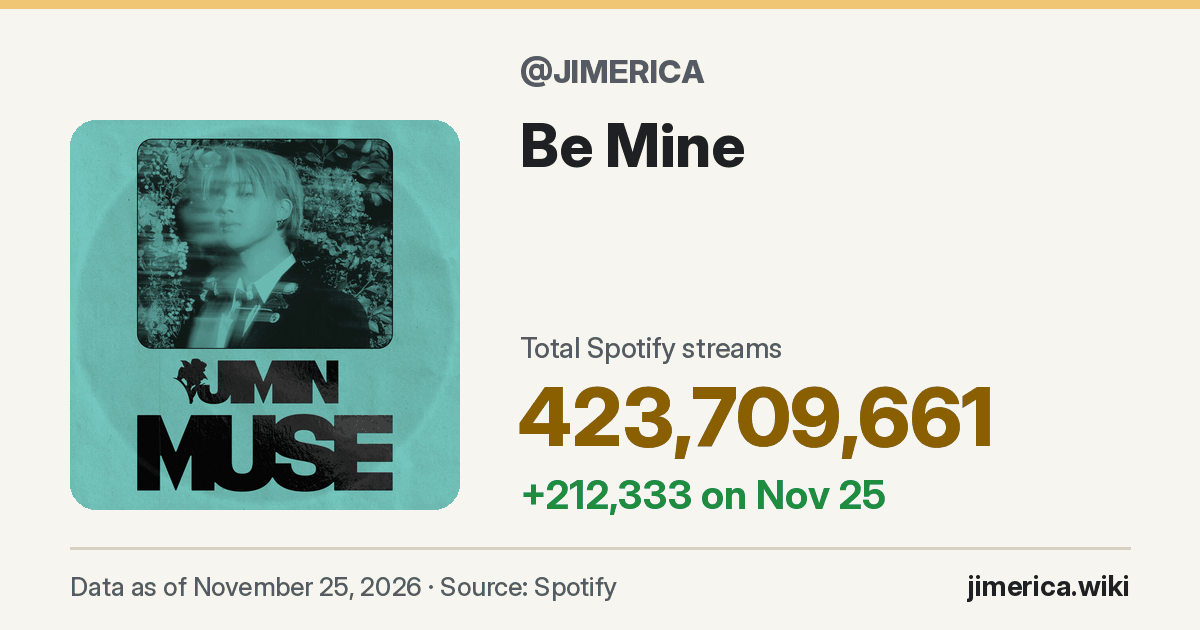 @JIMERICA
Be Mine
JIMIN
MUSE
Total Spotify streams
423,709,661
+212,333 on Nov 25
Data as of November 25, 2026 · Source: Spotify
jimerica.wiki